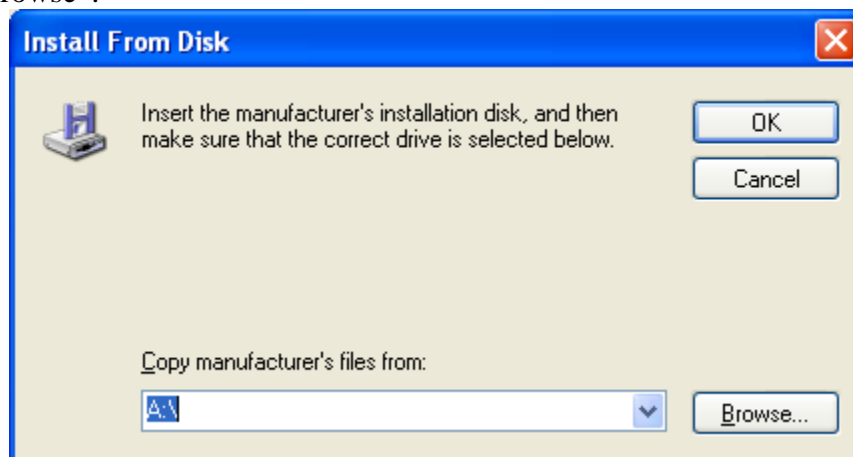 Install From Disk
Insert the manufacturer's installation disk, and then
make sure that the correct drive is selected below.
OK
Cancel
Copy manufacturer's files from:
A:\
Browse...